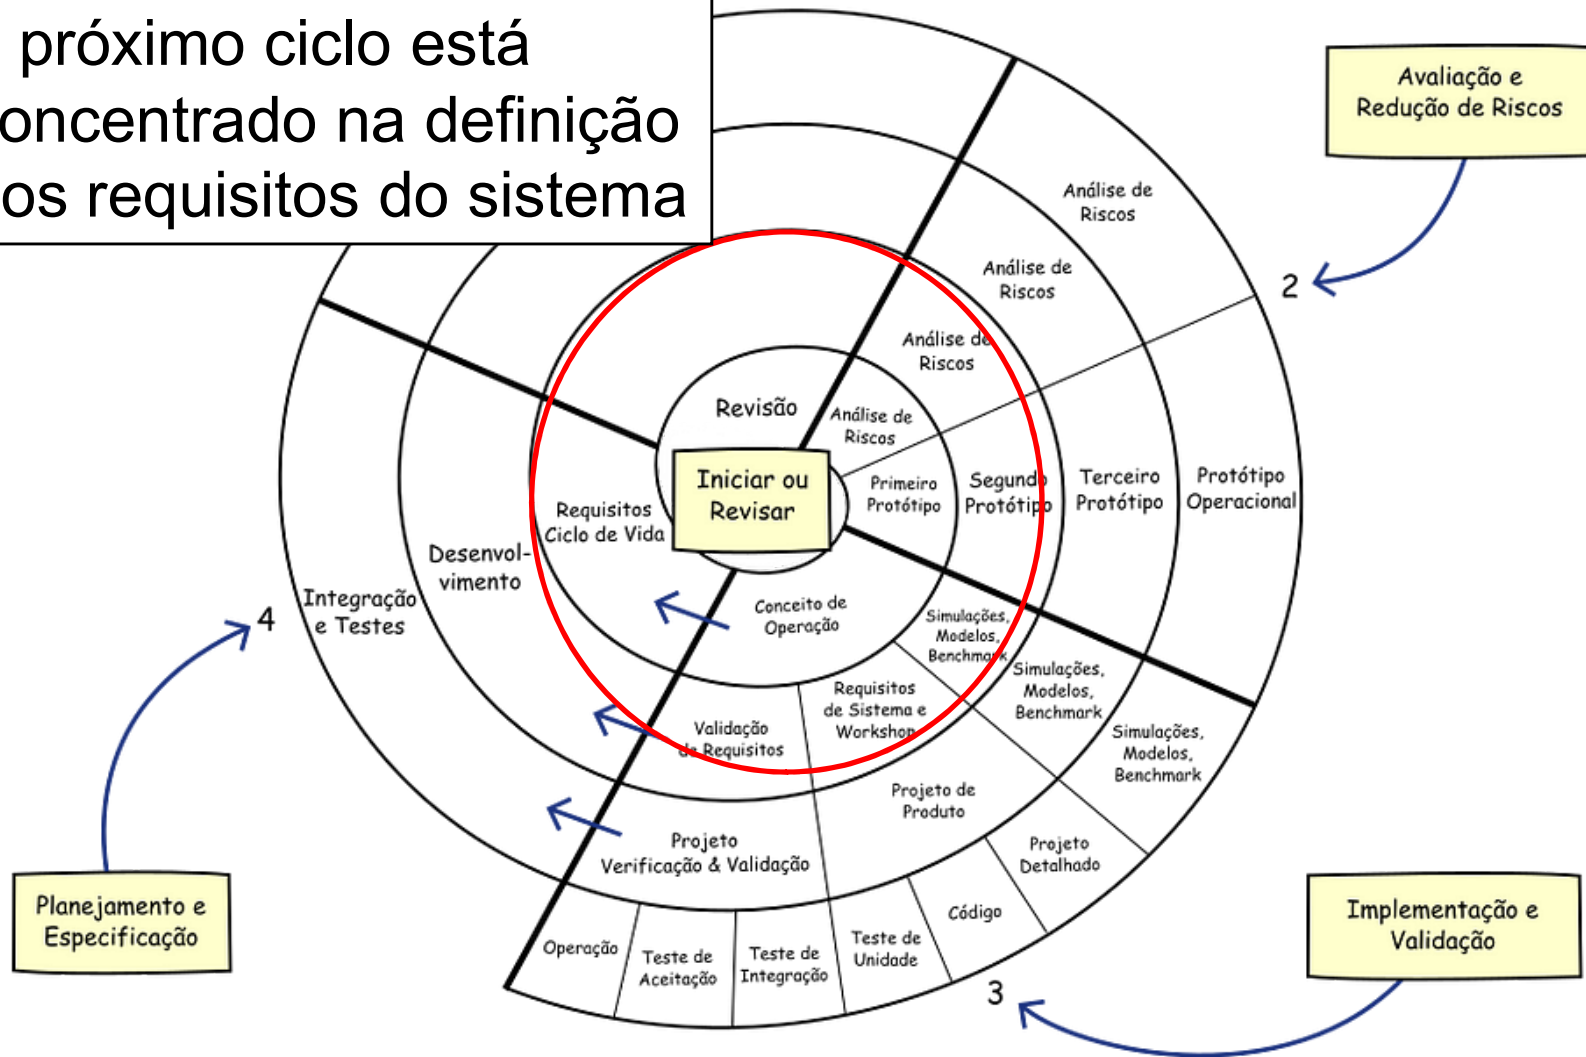 próximo ciclo está
oncentrado na definição
os requisitos do sistema
Avaliação e
Redução de Riscos
Análise de
Riscos
2
Análise de
Riscos
Análise de
Riscos
Revisão
Análise de
Riscos
Iniciar ou
Revisar
Primeiro
Protótipo
Segundo
Protótipo
Terceiro
Protótipo
Protótipo
Operacional
Requisitos
Ciclo de Vida
Desenvol-
vimento
Integração
e Testes
4
Conceito de
Operação
Simulações,
Modelos,
Benchmark
Simulações,
Modelos,
Benchmark
Simulações,
Modelos,
Benchmark
Requisitos
de Sistema e
Workshop
Validação
de Requisitos
Projeto de
Produto
Projeto
Verificação & Validação
Projeto
Detalhado
Código
Teste de
Unidade
Teste de
Integração
Teste de
Aceitação
Operação
3
Planejamento e
Especificação
Implementação e
Validação